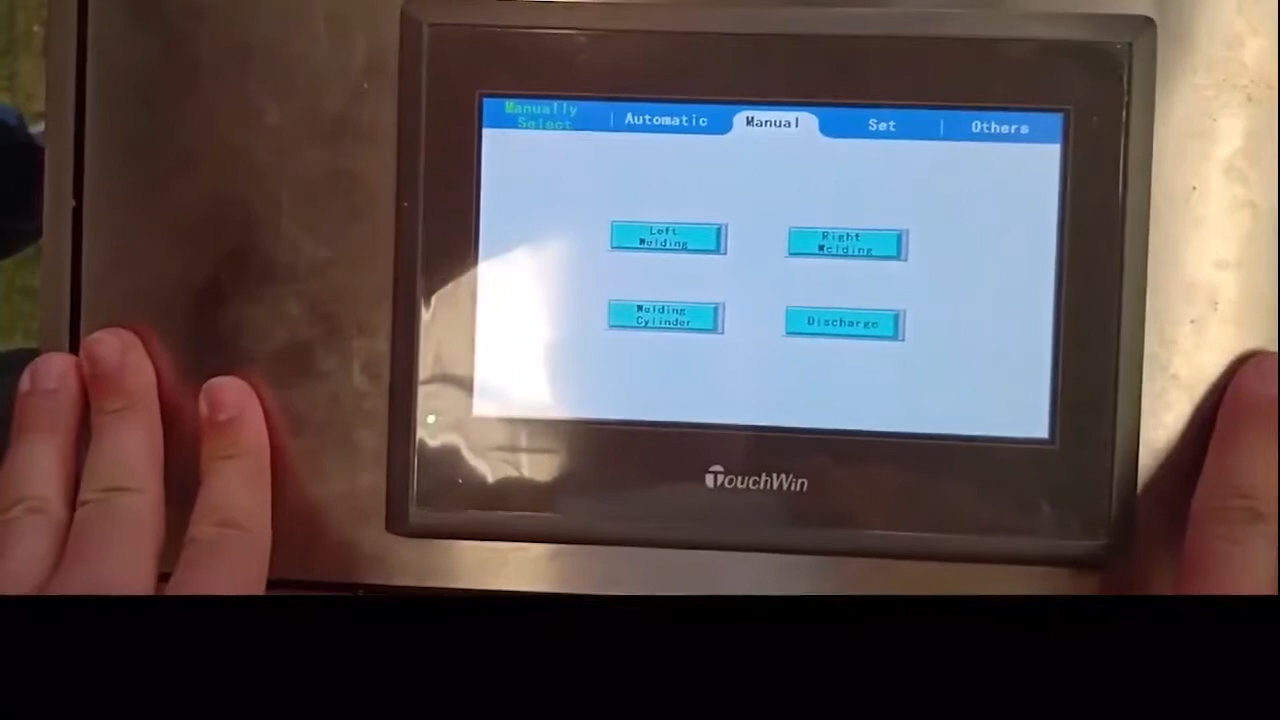 Manually
Select
Automatic
Manual
Set
Others
Left
Welding
Right
Welding
Welding
Cylinder
Discharge
TouchWin